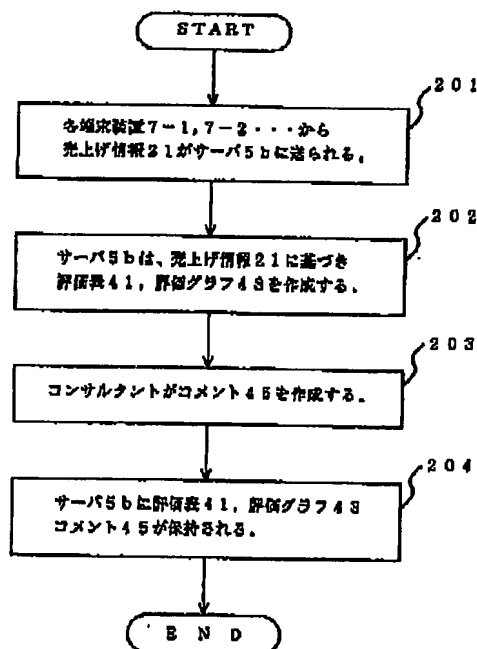 START
201
各端末装置7-1,7-2・・・から
売上げ情報21がサーバ5bに送られる。
202
サーバ5bは、売上げ情報21に基づき
評価表41,評価グラフ43を作成する。
203
コンサルタントがコメント45を作成する。
204
サーバ5bに評価表41,評価グラフ43
コメント45が保持される。
END